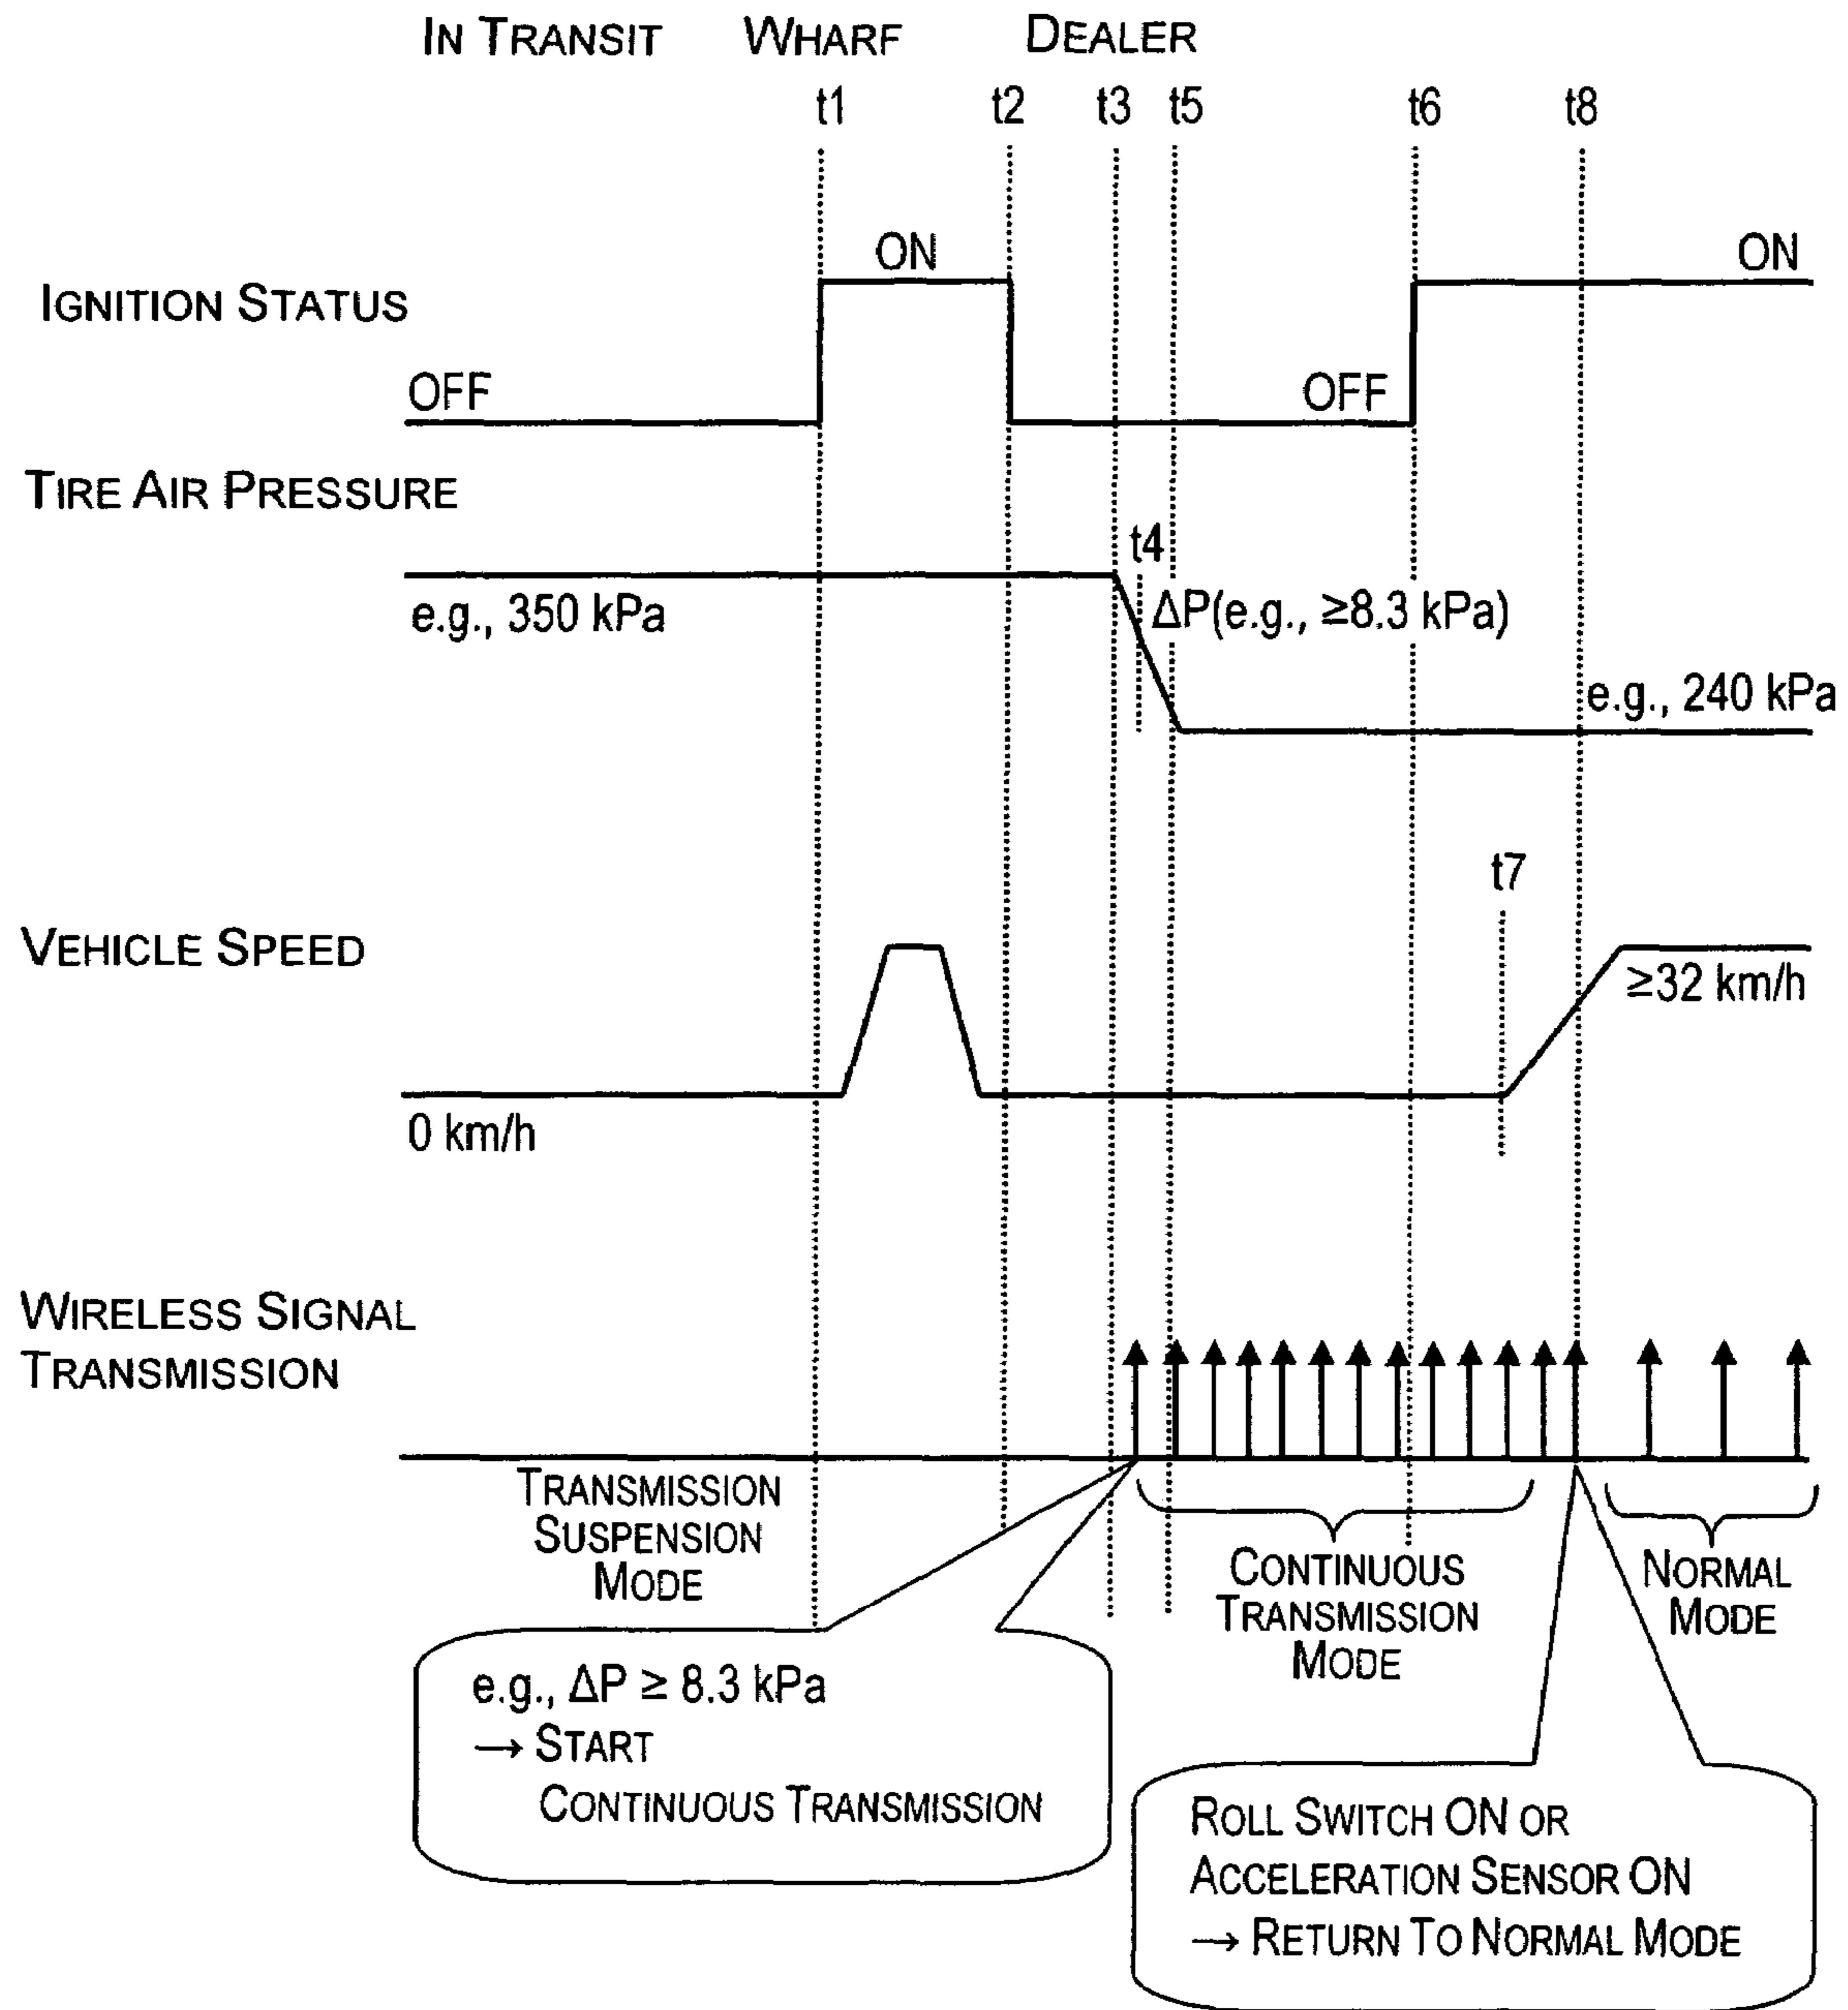 IN TRANSIT WHARF DEALER
t1 t2 t3 t5 t6 t8
ON ON
IGNITION STATUS
OFF OFF
TIRE AIR PRESSURE
t4
e.g., 350 kPa ΔP(e.g., ≥8.3 kPa)
e.g., 240 kPa
t7
VEHICLE SPEED
≥32 km/h
0 km/h
WIRELESS SIGNAL
TRANSMISSION
TRANSMISSION
SUSPENSION
MODE
CONTINUOUS
TRANSMISSION
MODE
NORMAL
MODE
e.g., ΔP ≥ 8.3 kPa
→ START
CONTINUOUS TRANSMISSION
ROLL SWITCH ON OR
ACCELERATION SENSOR ON
→ RETURN TO NORMAL MODE